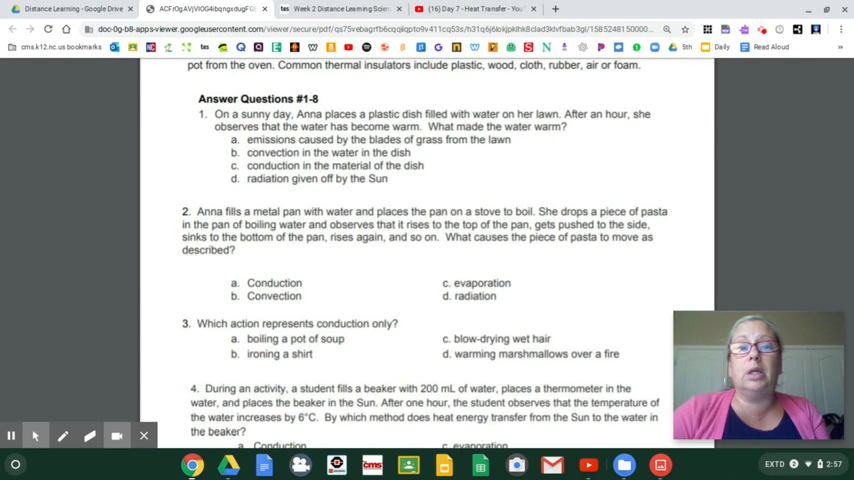 Distance Learning - Google Drive
ACFrOgAVjVlOG4ibqngxdugFG
Week 2 Distance Learning Scien
(16) Day 7 - Heat Transfer - You
doc-0g-b8-apps-viewer.googleusercontent.com/viewer/secure/pdf/
cms.k12.nc.us bookmarks
5th
Daily
Read Aloud
pot from the oven. Common thermal insulators include plastic, wood, cloth, rubber, air or foam.
Answer Questions #1-8
1. On a sunny day, Anna places a plastic dish filled with water on her lawn. After an hour, she
observes that the water has become warm. What made the water warm?
a. emissions caused by the blades of grass from the lawn
b. convection in the water in the dish
c. conduction in the material of the dish
d. radiation given off by the Sun
2. Anna fills a metal pan with water and places the pan on a stove to boil. She drops a piece of pasta
in the pan of boiling water and observes that it rises to the top of the pan, gets pushed to the side,
sinks to the bottom of the pan, rises again, and so on. What causes the piece of pasta to move as
described?
a. Conduction c. evaporation
b. Convection d. radiation
3. Which action represents conduction only?
a. boiling a pot of soup c. blow-drying wet hair
b. ironing a shirt d. warming marshmallows over a fire
4. During an activity, a student fills a beaker with 200 mL of water, places a thermometer in the
water, and places the beaker in the Sun. After one hour, the student observes that the temperature of
the water increases by 6°C. By which method does heat energy transfer from the Sun to the water in
the beaker?
a. Conduction c. evaporation
EXTD 2 2:57